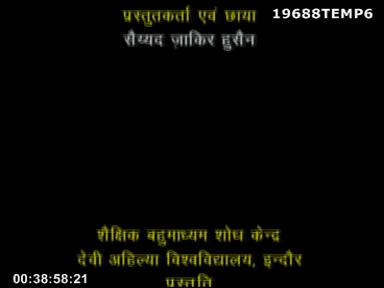 प्रस्तुतकर्ता एवं छाया
19688TEMP6
सैय्यद ज़ाकिर हुसैन
शैक्षिक बहुमाध्यम शोध केन्द्र
देवी अहिल्या विश्वविद्यालय, इन्दौर
प्रस्तुति
00:38:58:21